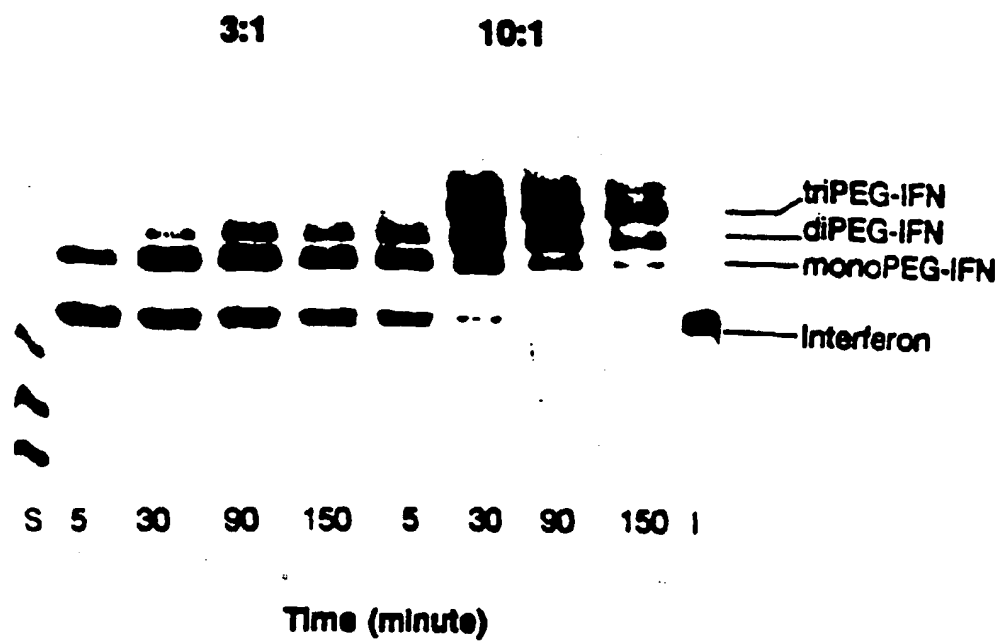 3:1 10:1
triPEG-IFN
diPEG-IFN
monoPEG-IFN
Interferon
S 5 30 90 150 5 30 90 150 I
Time (minute)